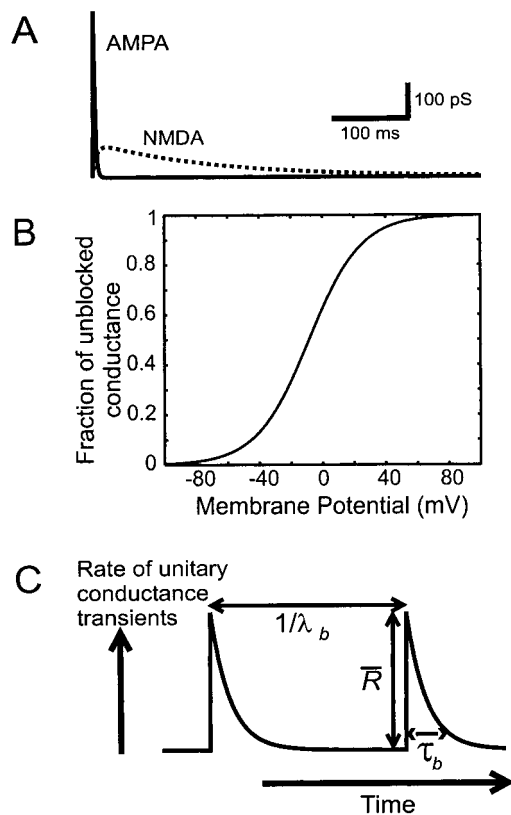 A
AMPA
NMDA
100 pS
100 ms
B
Fraction of unblocked
conductance
1
0.8
0.6
0.4
0.2
0
-80 -40 0 40 80
Membrane Potential (mV)
C
Rate of unitary
conductance
transients
1/λ b
R̅
τb
Time